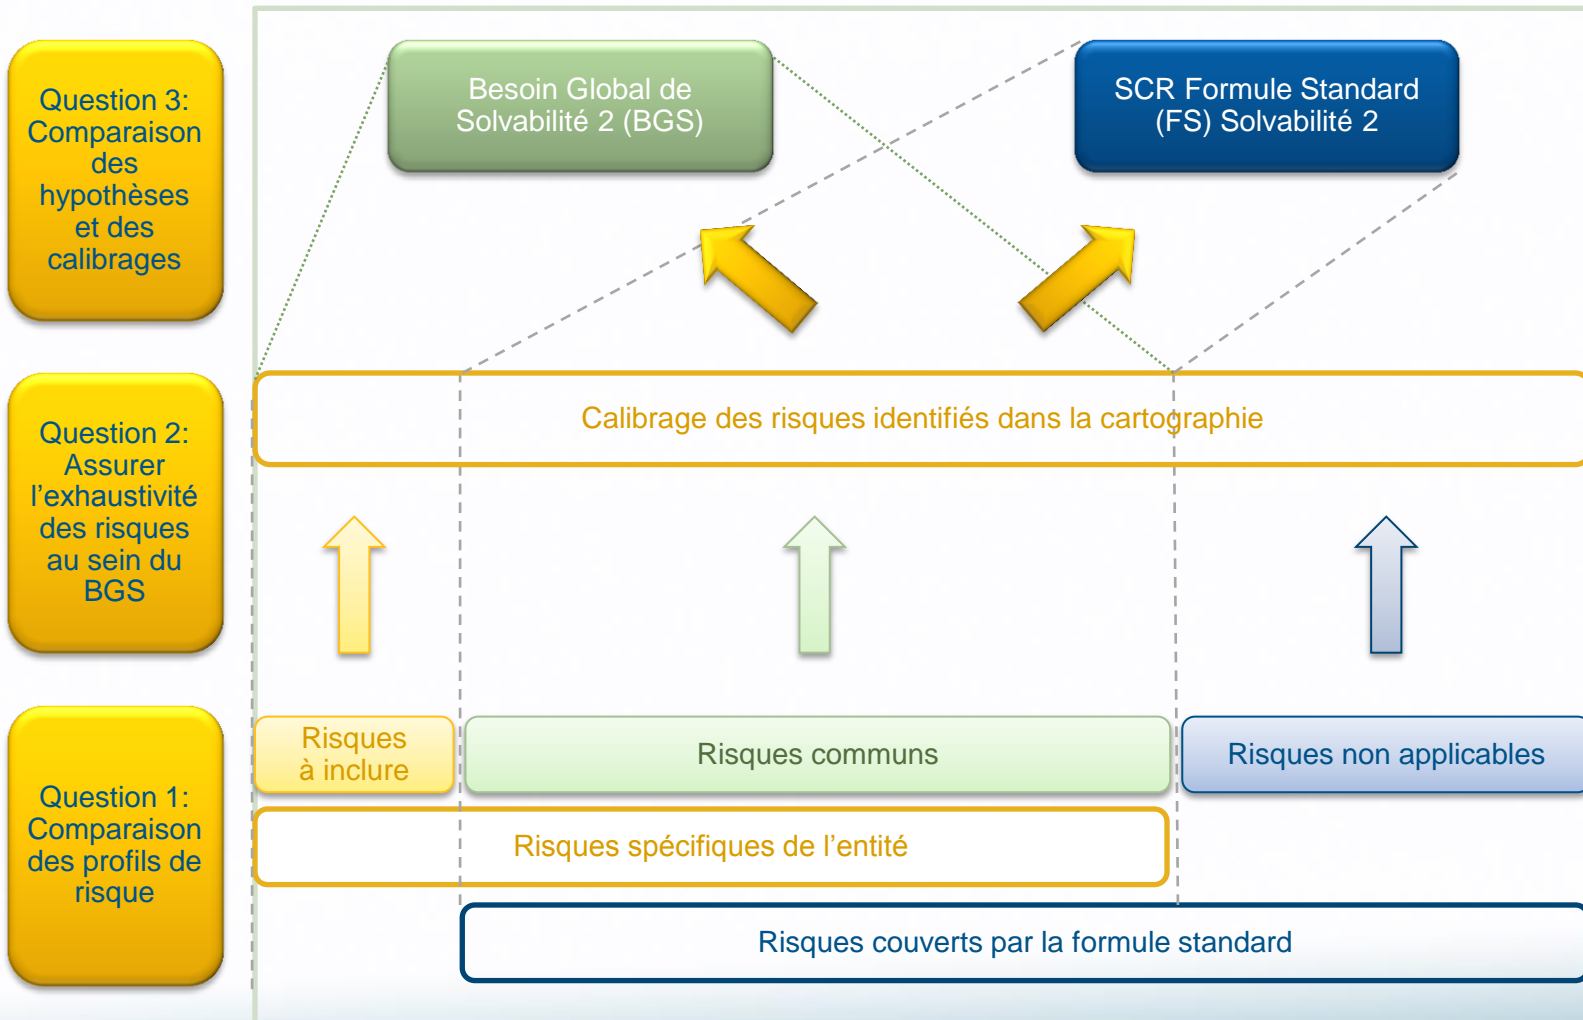 Question 3:
Comparaison
des
hypothèses
et des
calibrages
Besoin Global de
Solvabilité 2 (BGS)
SCR Formule Standard
(FS) Solvabilité 2
Question 2:
Assurer
l’exhaustivité
des risques
au sein du
BGS
Calibrage des risques identifiés dans la cartographie
Question 1:
Comparaison
des profils de
risque
Risques
à inclure
Risques communs
Risques non applicables
Risques spécifiques de l’entité
Risques couverts par la formule standard